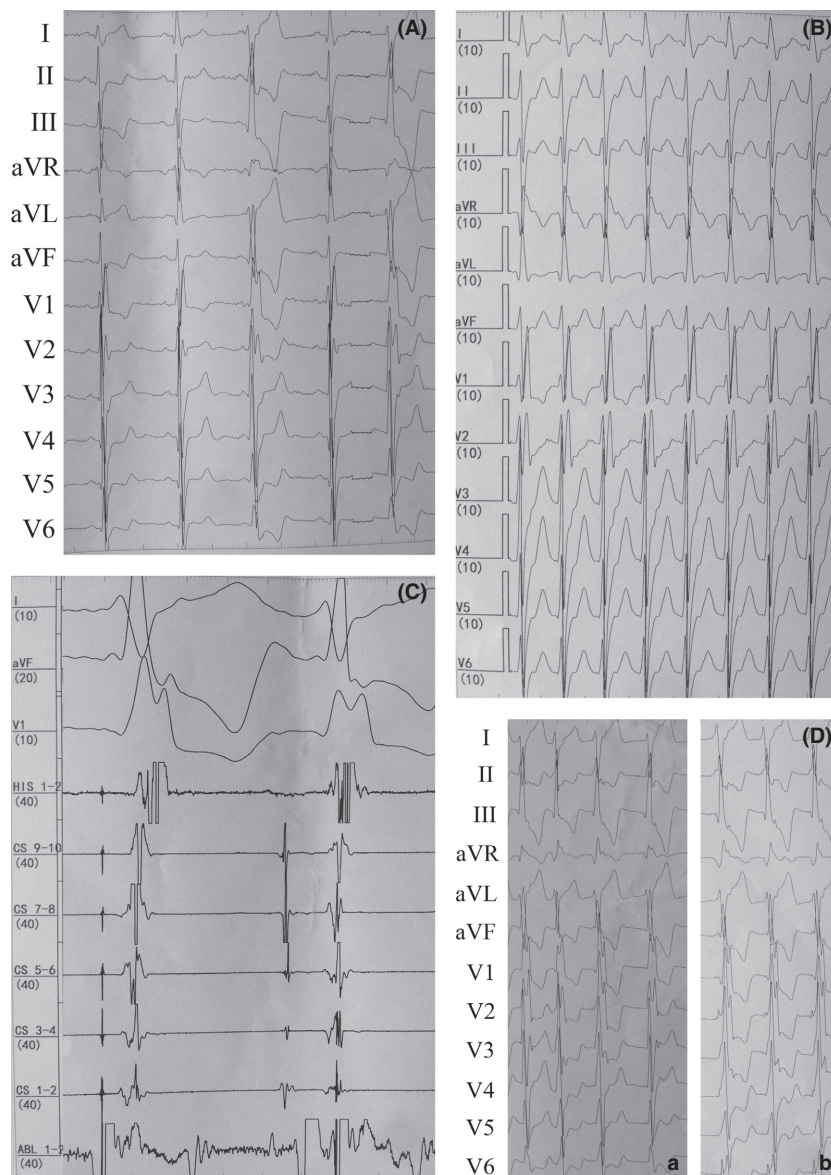 (A)
I
II
III
aVR
aVL
aVF
V1
V2
V3
V4
V5
V6
(B)
I
(10)
II
(10)
III
(10)
aVR
(10)
aVL
(10)
aVF
(10)
V1
(10)
V2
(10)
V3
(10)
V4
(10)
V5
(10)
V6
(10)
(C)
I
(10)
aVF
(20)
V1
(10)
HIS 1-2
(40)
CS 9-10
(40)
CS 7-8
(40)
CS 5-6
(40)
CS 3-4
(40)
CS 1-2
(40)
ABL 1-2
(40)
(D)
I
II
III
aVR
aVL
aVF
V1
V2
V3
V4
V5
V6
a
b